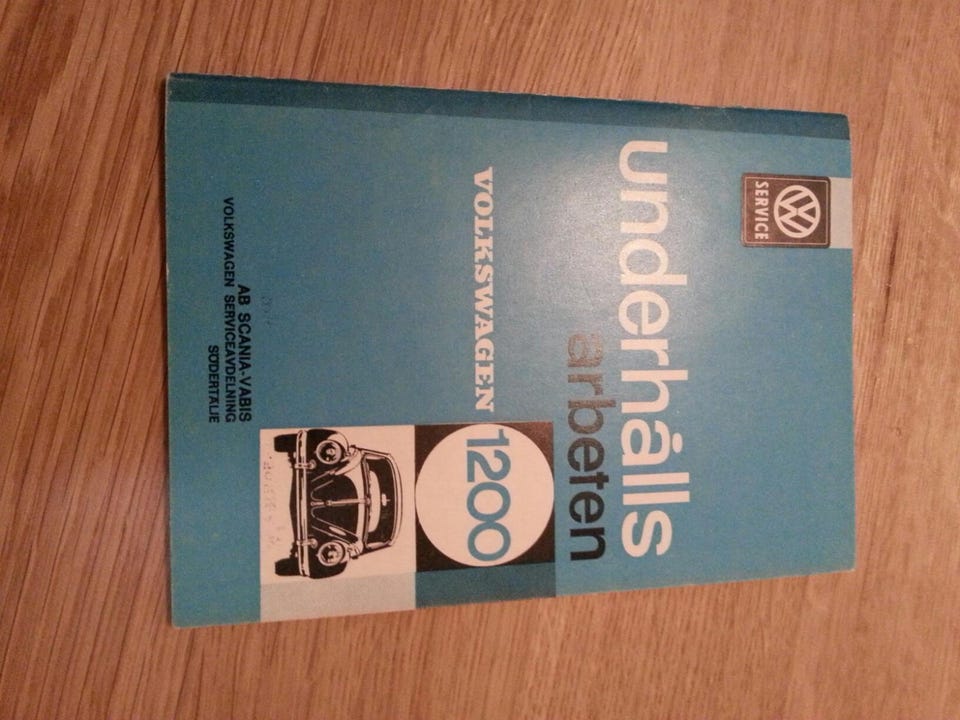 SERVICE
underhålls
arbeten
VOLKSWAGEN
1200
AB SCANIA-VABIS
VOLKSWAGEN SERVICEAVDELNING
SÖDERTÄLJE